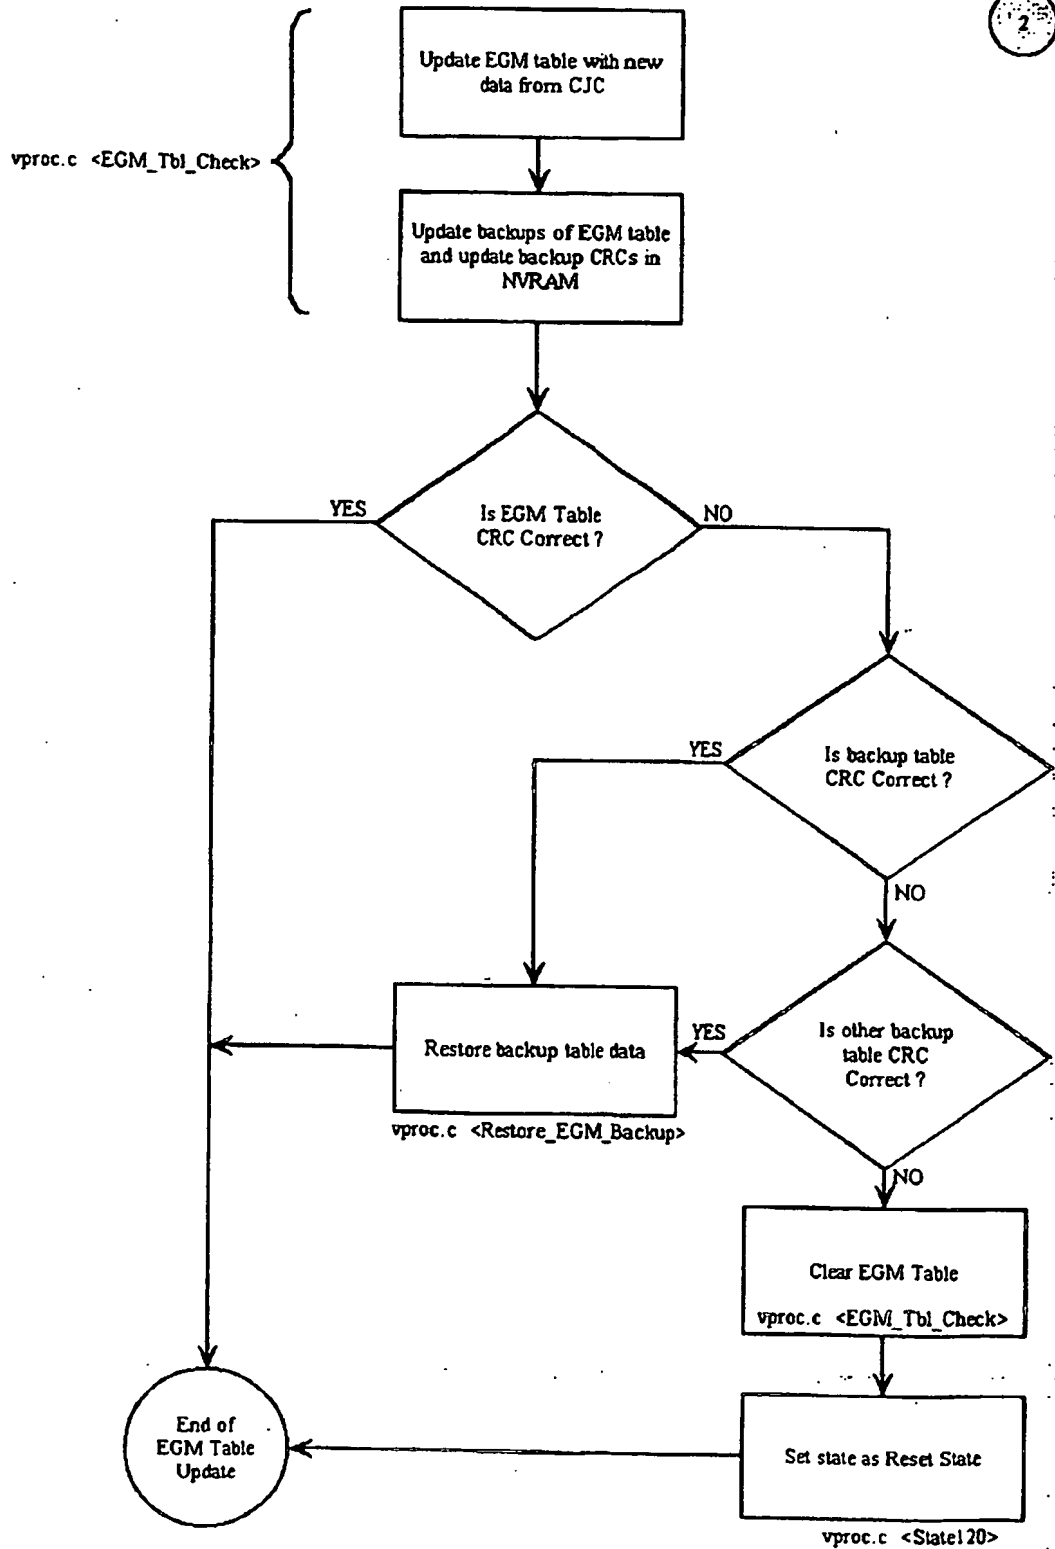 2
Update EGM table with new
data from CJC
vproc.c <EGM_Tbl_Check>
Update backups of EGM table
and update backup CRCs in
NVRAM
Is EGM Table
CRC Correct ?
YES
NO
Is backup table
CRC Correct ?
YES
NO
Is other backup
table CRC
Correct ?
YES
NO
Restore backup table data
vproc.c <Restore_EGM_Backup>
Clear EGM Table
vproc.c <EGM_Tbl_Check>
End of
EGM Table
Update
Set state as Reset State
vproc.c <State120>